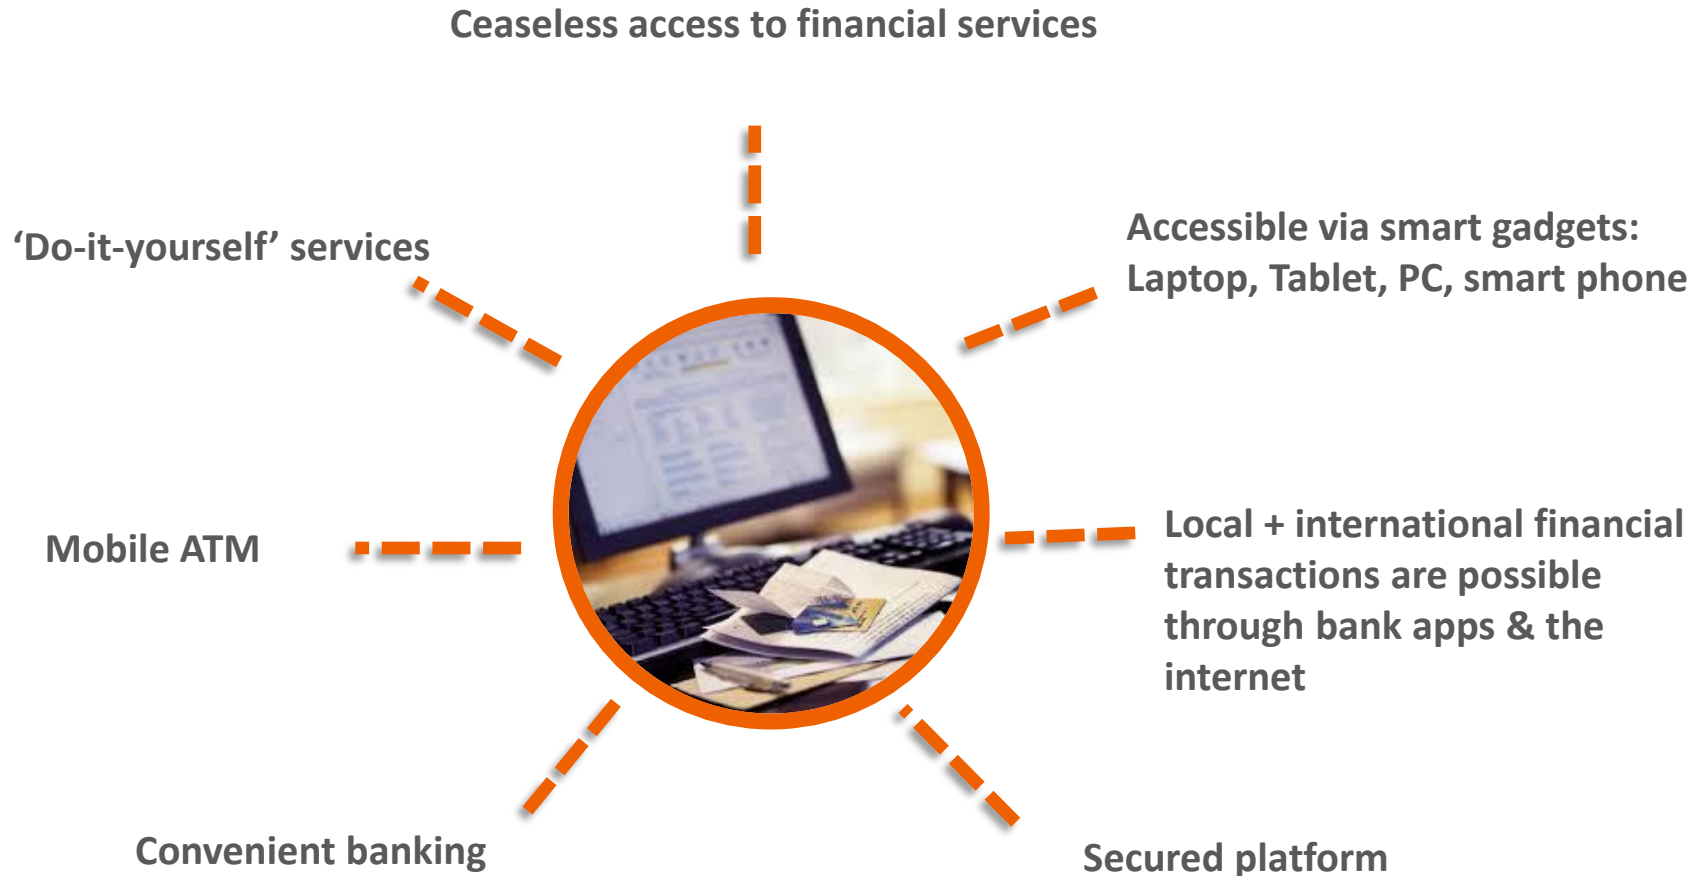 Ceaseless access to financial services
‘Do-it-yourself’ services
Accessible via smart gadgets:
Laptop, Tablet, PC, smart phone
Mobile ATM
Local + international financial
transactions are possible
through bank apps & the
internet
Convenient banking
Secured platform